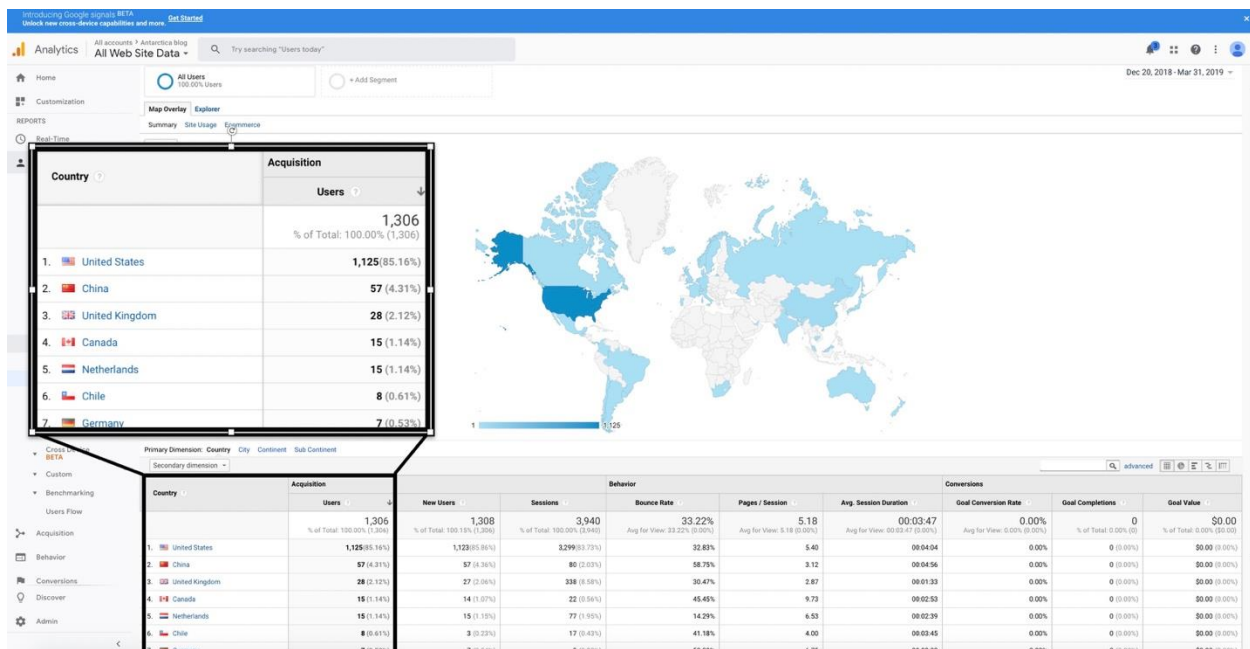 Introducing Google signals BETA
Unlock new cross-device capabilities and more. Get Started
Analytics
All accounts > Antarctica blog
All Web Site Data
Try searching "Users today"
Home
Customization
REPORTS
Real-Time
All Users
100.00% Users
+ Add Segment
Dec 20, 2018 - Mar 31, 2019
Map Overlay Explorer
Summary Site Usage Ecommerce
Country Acquisition
Users
1,306
% of Total: 100.00% (1,306)
1. United States 1,125(85.16%)
2. China 57 (4.31%)
3. United Kingdom 28 (2.12%)
4. Canada 15 (1.14%)
5. Netherlands 15 (1.14%)
6. Chile 8 (0.61%)
7. Germany 7 (0.53%)
1 1,125
BETA
Custom
Benchmarking
Users Flow
Acquisition
Behavior
Conversions
Discover
Admin
Primary Dimension: Country City Continent Sub Continent
Secondary dimension
advanced
Country Acquisition Behavior Conversions
Users New Users Sessions Bounce Rate Pages / Session Avg. Session Duration Goal Conversion Rate Goal Completions Goal Value
1,306 1,308 3,940 33.22% 5.18 00:03:47 0.00% 0 $0.00
% of Total: 100.00% (1,306) % of Total: 100.15% (1,306) % of Total: 100.00% (3,940) Avg for View: 33.22% (0.00%) Avg for View: 5.18 (0.00%) Avg for View: 00:03:47 (0.00%) Avg for View: 0.00% (0.00%) % of Total: 0.00% (0) % of Total: 0.00% ($0.00)
1. United States 1,125(85.16%) 1,123(85.86%) 3,299(83.73%) 32.83% 5.40 00:04:04 0.00% 0 (0.00%) $0.00 (0.00%)
2. China 57 (4.31%) 57 (4.36%) 80 (2.03%) 58.75% 3.12 00:04:56 0.00% 0 (0.00%) $0.00 (0.00%)
3. United Kingdom 28 (2.12%) 27 (2.06%) 338 (8.58%) 30.47% 2.87 00:01:33 0.00% 0 (0.00%) $0.00 (0.00%)
4. Canada 15 (1.14%) 14 (1.07%) 22 (0.56%) 45.45% 9.73 00:02:53 0.00% 0 (0.00%) $0.00 (0.00%)
5. Netherlands 15 (1.14%) 15 (1.15%) 77 (1.95%) 14.29% 6.53 00:02:39 0.00% 0 (0.00%) $0.00 (0.00%)
6. Chile 8 (0.61%) 3 (0.23%) 17 (0.43%) 41.18% 4.00 00:03:45 0.00% 0 (0.00%) $0.00 (0.00%)